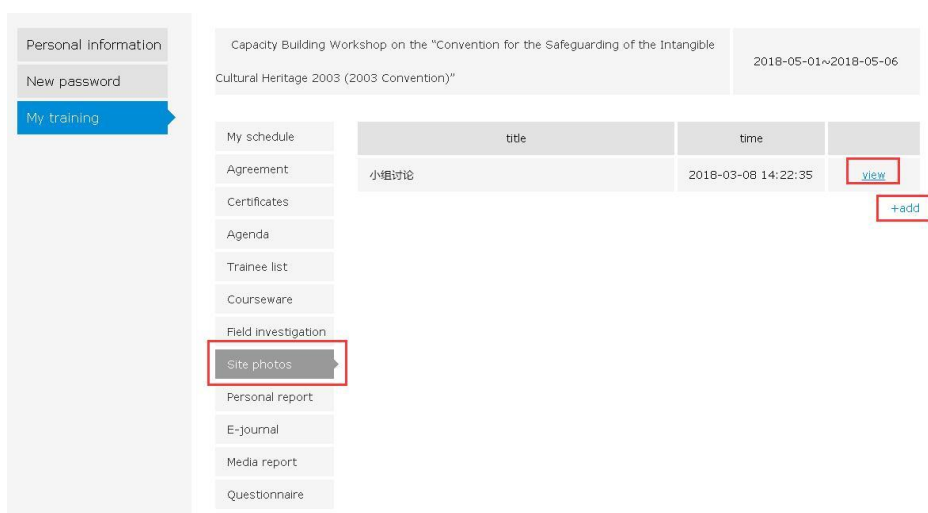 Personal information
New password
My training
Capacity Building Workshop on the "Convention for the Safeguarding of the Intangible
Cultural Heritage 2003 (2003 Convention)"
2018-05-01~2018-05-06
My schedule
Agreement
Certificates
Agenda
Trainee list
Courseware
Field investigation
Site photos
Personal report
E-journal
Media report
Questionnaire
title time
小组讨论 2018-03-08 14:22:35 view
+add